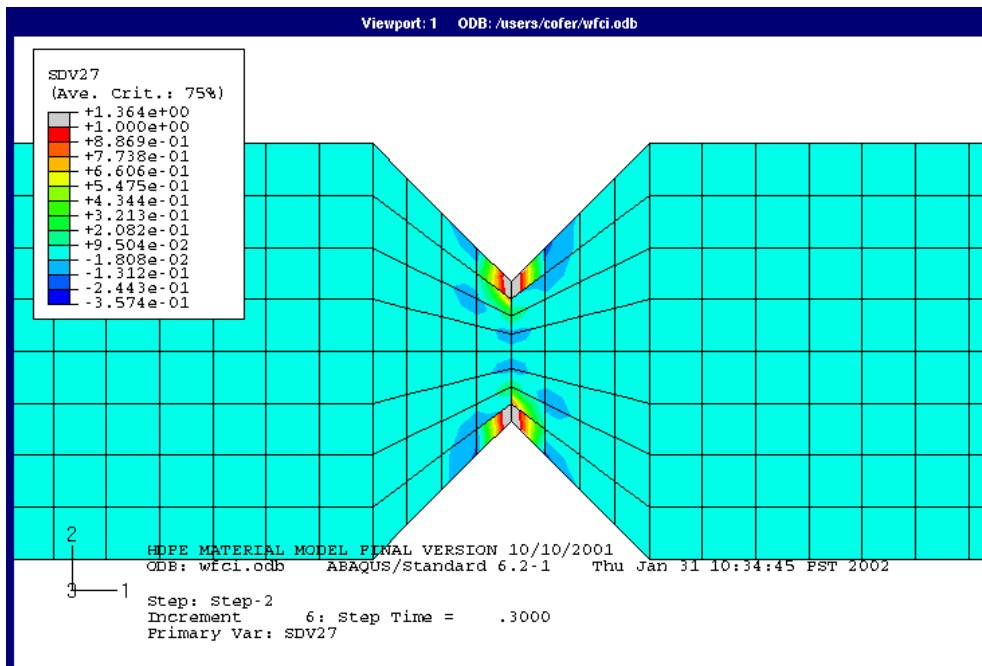 Viewport: 1 ODB: /users/cofer/wfci.odb
SDV27
(Ave. Crit.: 75%)
+1.364e+00
+1.000e+00
+8.869e-01
+7.738e-01
+6.606e-01
+5.475e-01
+4.344e-01
+3.213e-01
+2.082e-01
+9.504e-02
-1.808e-02
-1.312e-01
-2.443e-01
-3.574e-01
2
3 1
HDPE MATERIAL MODEL FINAL VERSION 10/10/2001
ODB: wfci.odb ABAQUS/Standard 6.2-1 Thu Jan 31 10:34:45 PST 2002
Step: Step-2
Increment 6: Step Time = .3000
Primary Var: SDV27